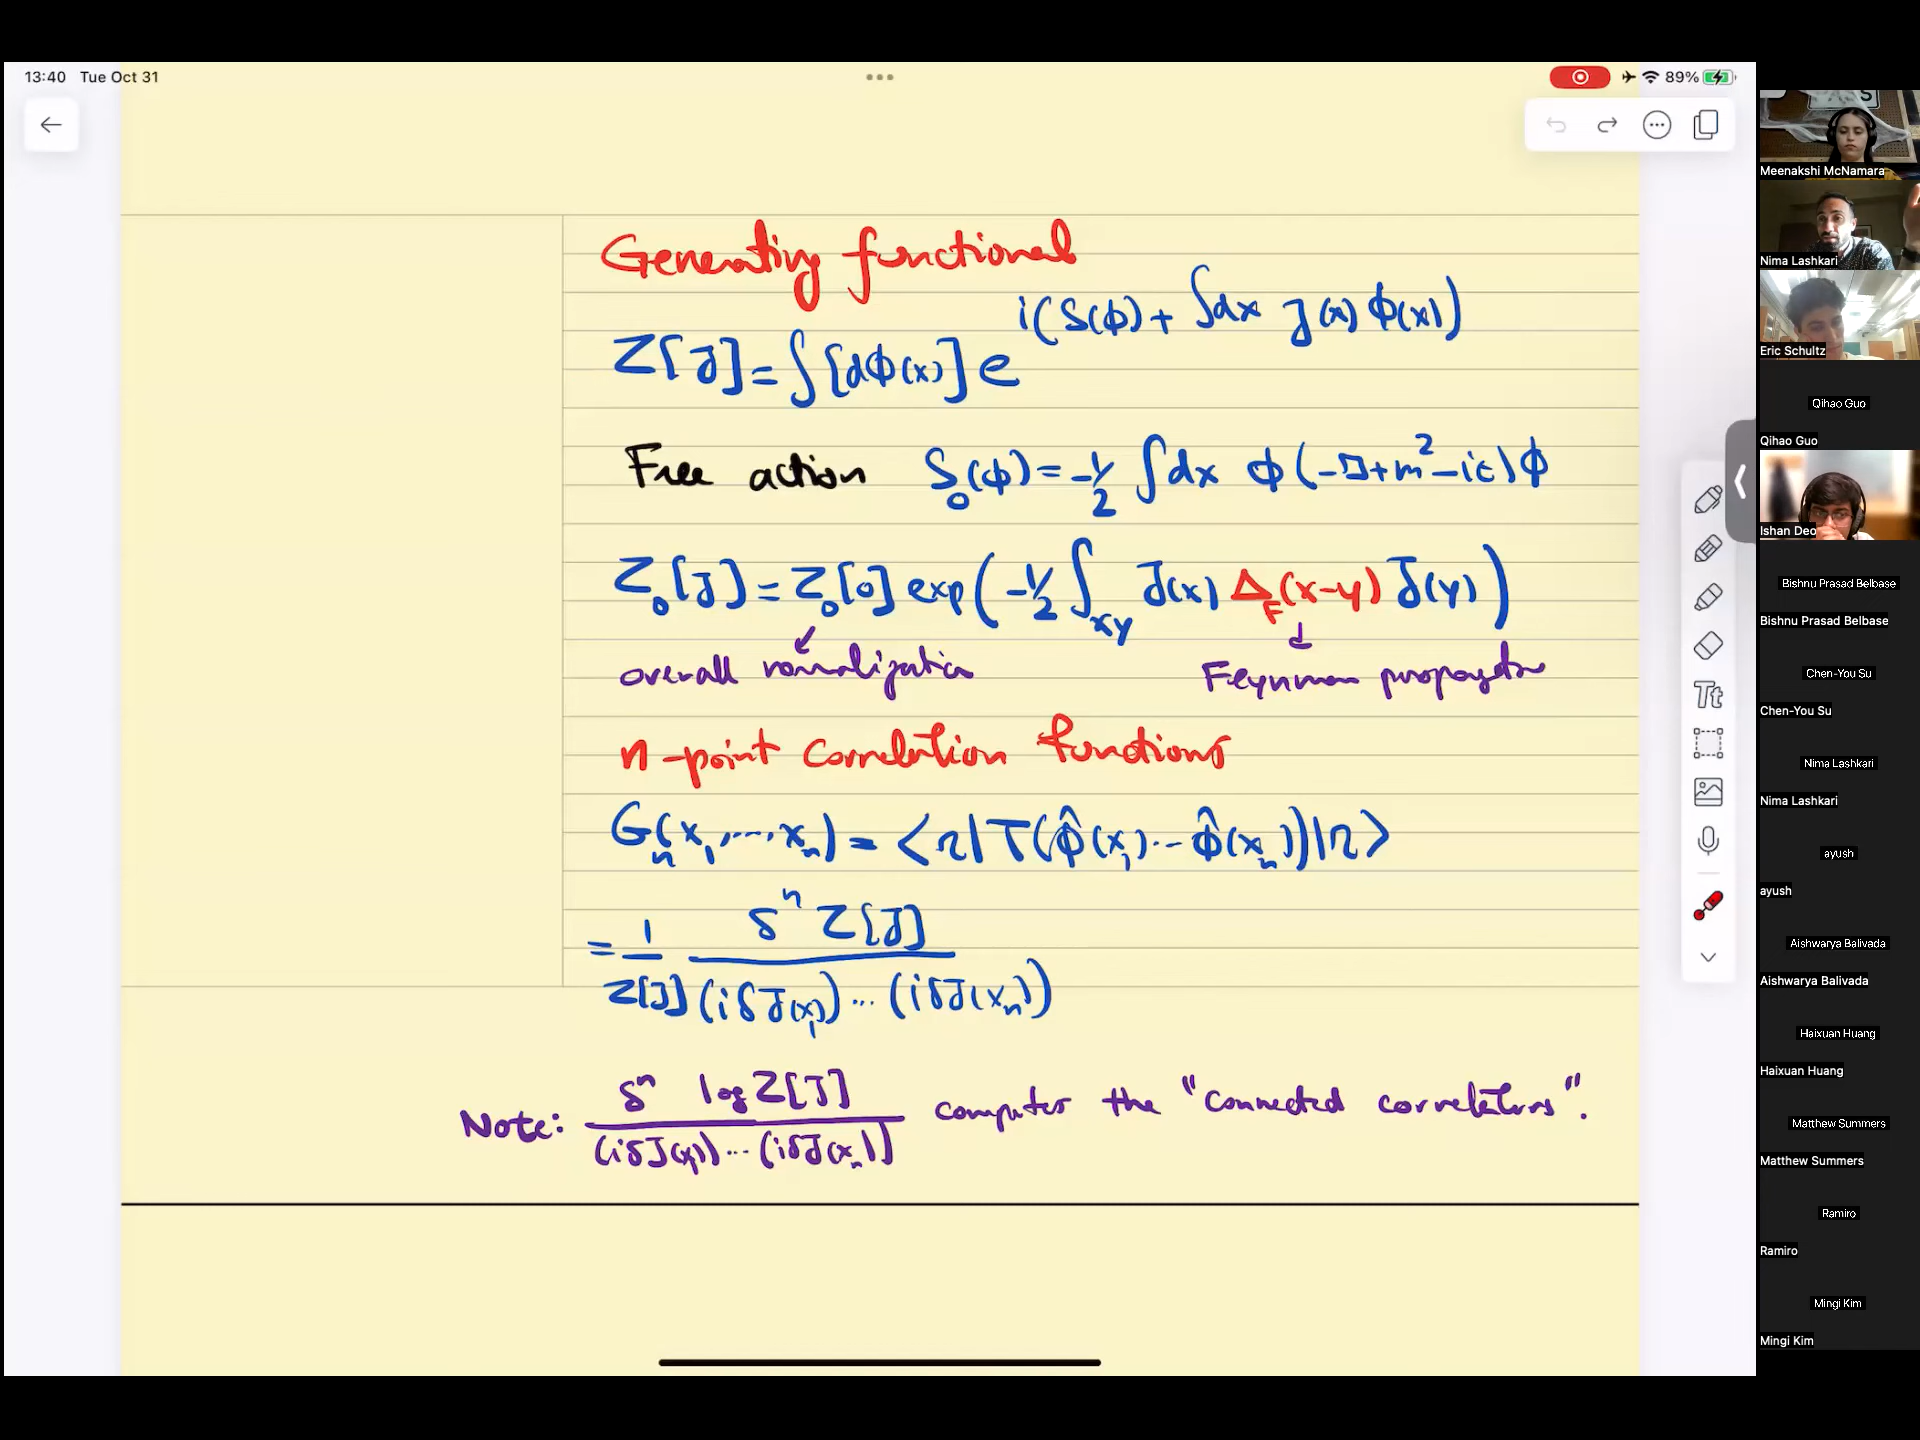 13:40 Tue Oct 31
89%
Generating functional
Z[J] = ∫[dϕ(x)] e^{i(S(ϕ) + ∫dx J(x) ϕ(x))}
Free action S₀(ϕ) = -1/2 ∫dx ϕ(-□+m²-iε)ϕ
Z₀[J] = Z₀[0] exp(-1/2 ∫_{xy} J(x) Δ_F(x-y) J(y))
overall normalization Feynman propagator
n-point correlation functions
G_n(x₁,...,x_n) = <Ω|T(ϕ̂(x₁)...ϕ̂(x_n))|Ω>
= 1/Z[J] δⁿ Z[J] / (iδJ(x₁))...(iδJ(x_n))
Note: δⁿ log Z[J] / (iδJ(x₁))...(iδJ(x_n)) computes the "connected correlators".
Tt
Meenakshi McNamara
Nima Lashkari
Eric Schultz
Qihao Guo
Qihao Guo
Ishan Deo
Bishnu Prasad Belbase
Bishnu Prasad Belbase
Chen-You Su
Chen-You Su
Nima Lashkari
Nima Lashkari
ayush
ayush
Aishwarya Balivada
Aishwarya Balivada
Haixuan Huang
Haixuan Huang
Matthew Summers
Matthew Summers
Ramiro
Ramiro
Mingi Kim
Mingi Kim